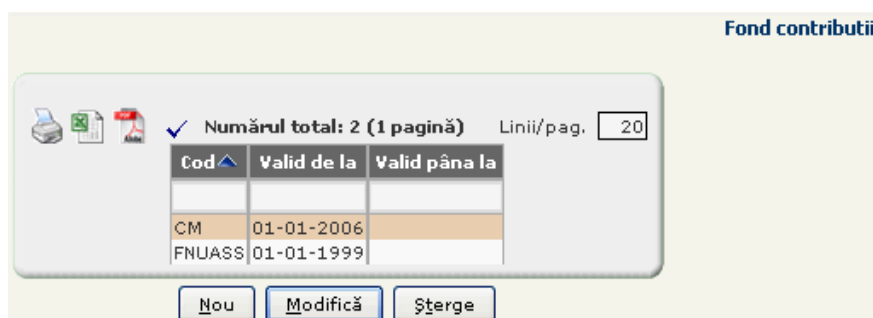 Fond contributii
Numărul total: 2 (1 pagină) Linii/pag. 20
Cod Valid de la Valid pâna la
CM 01-01-2006
FNUASS 01-01-1999
Nou Modifică Șterge